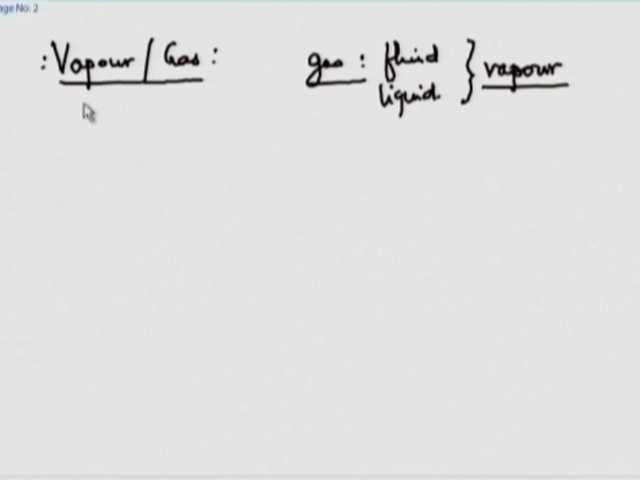 age No: 2
: Vapour / Gas :
gas : fluid
liquid } vapour